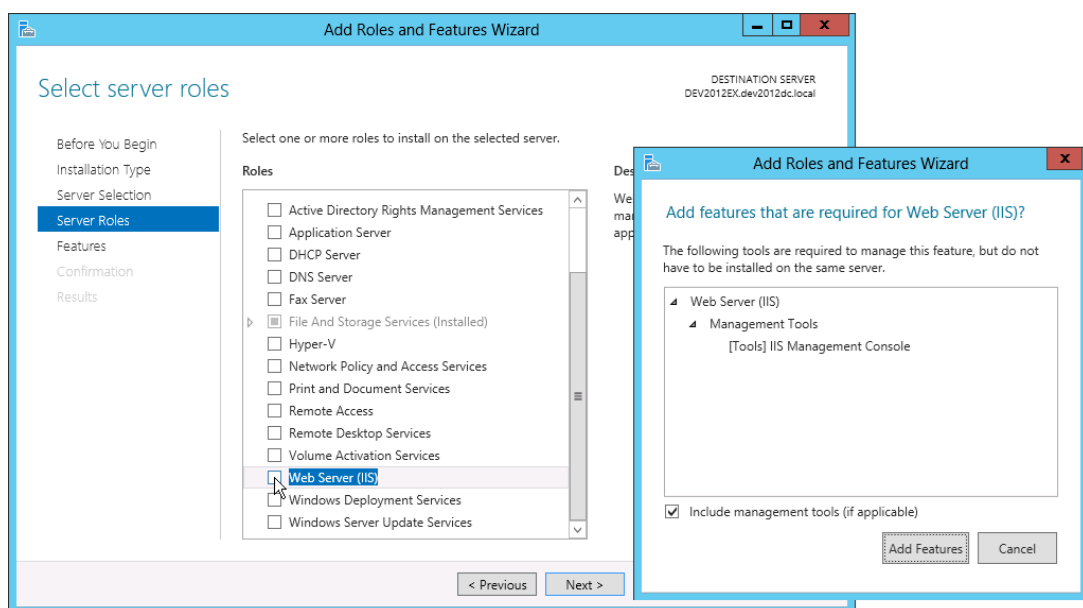 Add Roles and Features Wizard
Select server roles
DESTINATION SERVER
DEV2012EX.dev2012dc.local
Before You Begin
Installation Type
Server Selection
Server Roles
Features
Confirmation
Results
Select one or more roles to install on the selected server.
Roles
Active Directory Rights Management Services
Application Server
DHCP Server
DNS Server
Fax Server
File And Storage Services (Installed)
Hyper-V
Network Policy and Access Services
Print and Document Services
Remote Access
Remote Desktop Services
Volume Activation Services
Web Server (IIS)
Windows Deployment Services
Windows Server Update Services
< Previous
Next >
Add Roles and Features Wizard
Add features that are required for Web Server (IIS)?
The following tools are required to manage this feature, but do not
have to be installed on the same server.
Web Server (IIS)
Management Tools
[Tools] IIS Management Console
Include management tools (if applicable)
Add Features
Cancel